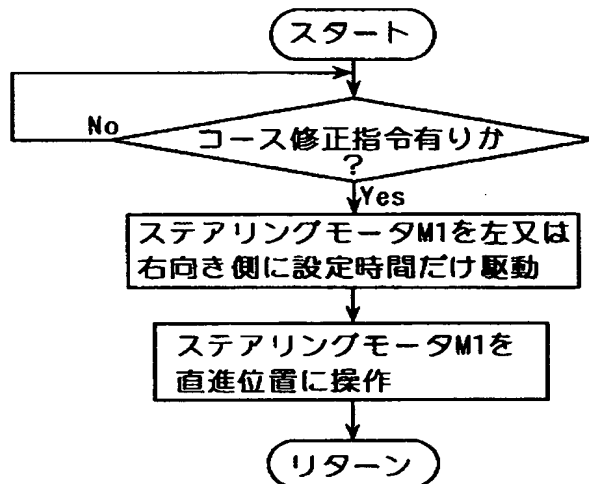 スタート
No
コース修正指令有りか
?
Yes
ステアリングモータM1を左又は
右向き側に設定時間だけ駆動
ステアリングモータM1を
直進位置に操作
リターン